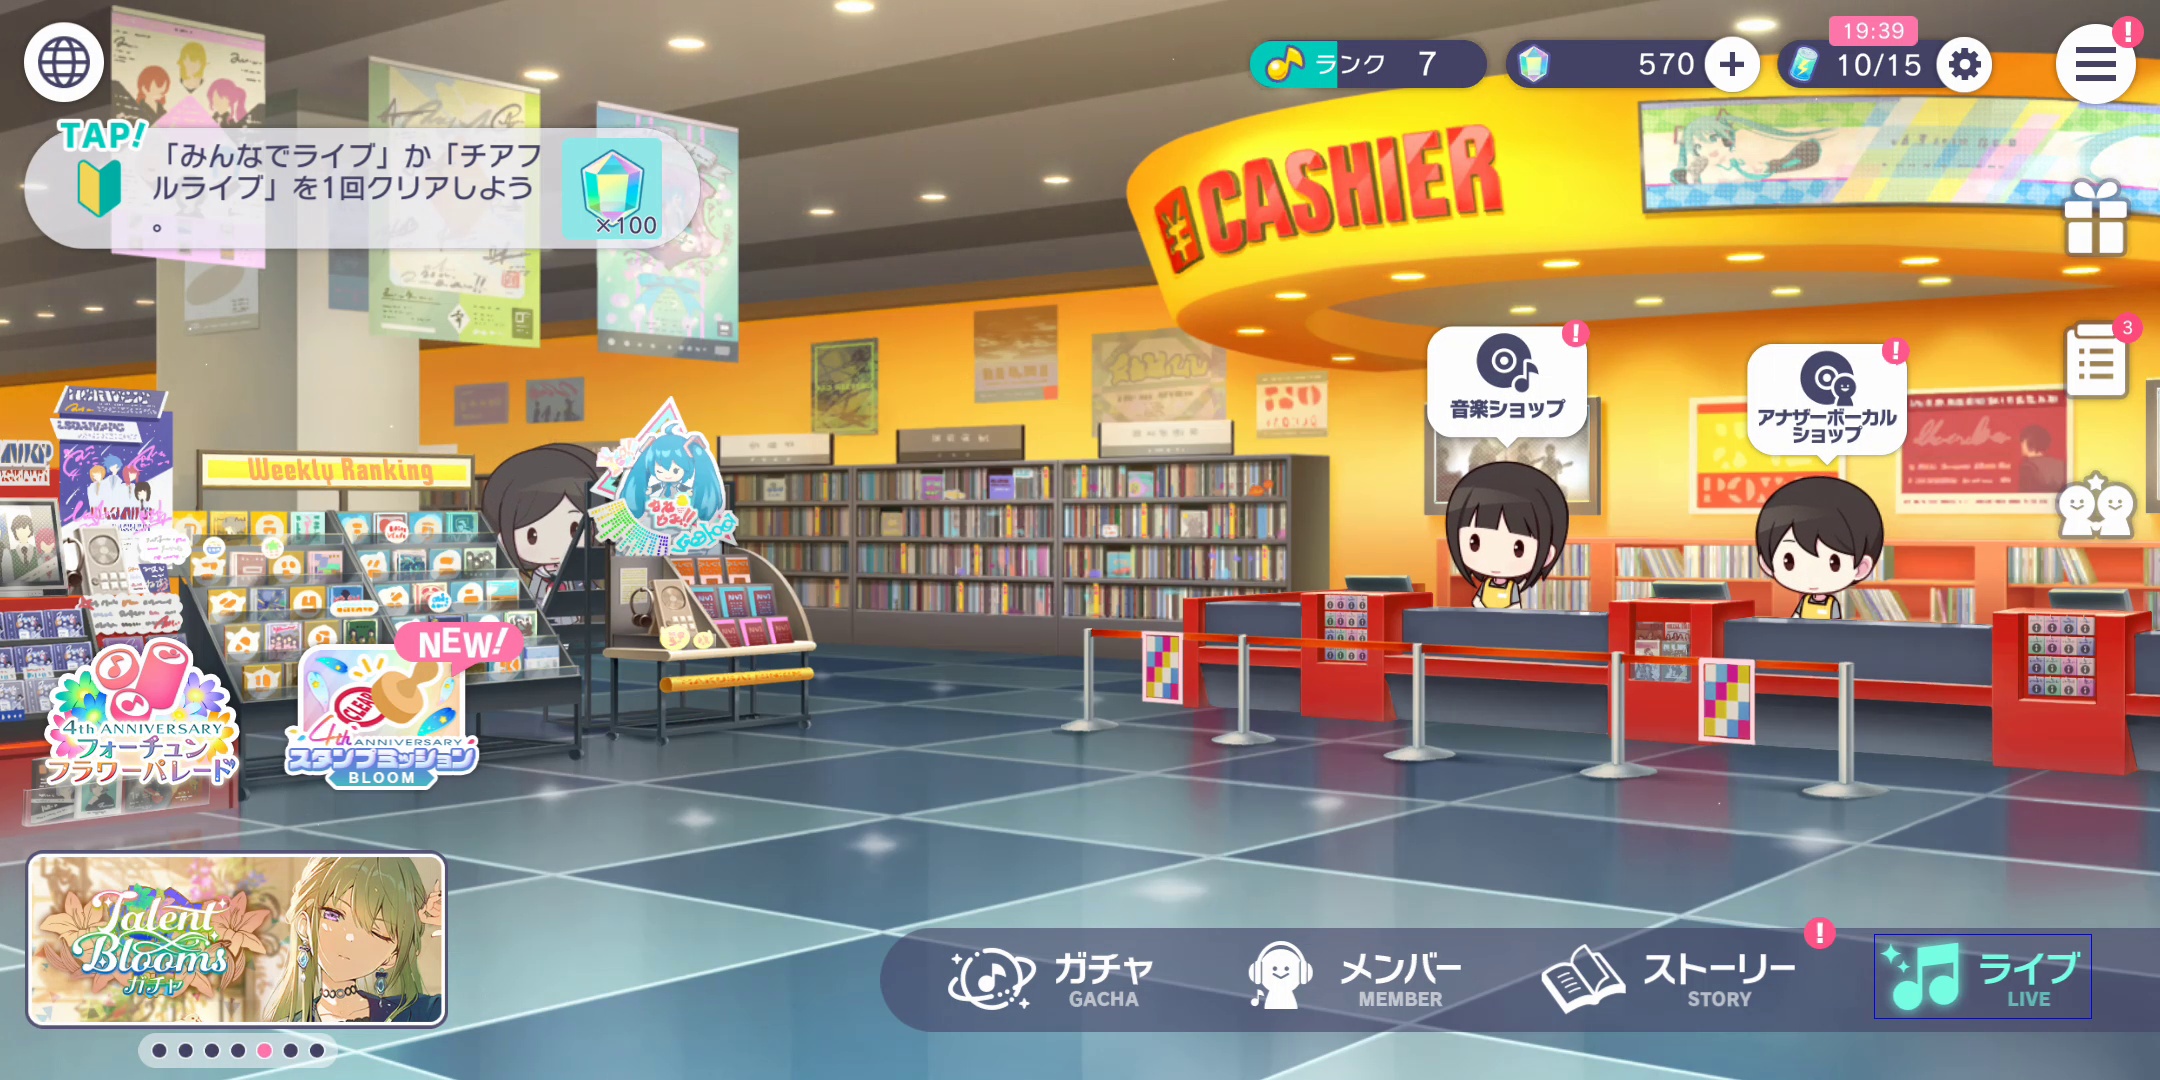 TAP!
「みんなでライブ」か「チアフ
ルライブ」を1回クリアしよう
。
×100
ランク 7
570
19:39
10/15
!
¥CASHIER
音楽ショップ
!
アナザーボーカル
ショップ
!
3
Weekly Ranking
NEW!
4th ANNIVERSARY
フォーチュン
フラワーパレード
CLEAR
4th ANNIVERSARY
スタンプミッション
BLOOM
Talent
Blooms
ガチャ
ガチャ
GACHA
メンバー
MEMBER
ストーリー
STORY
!
ライブ
LIVE